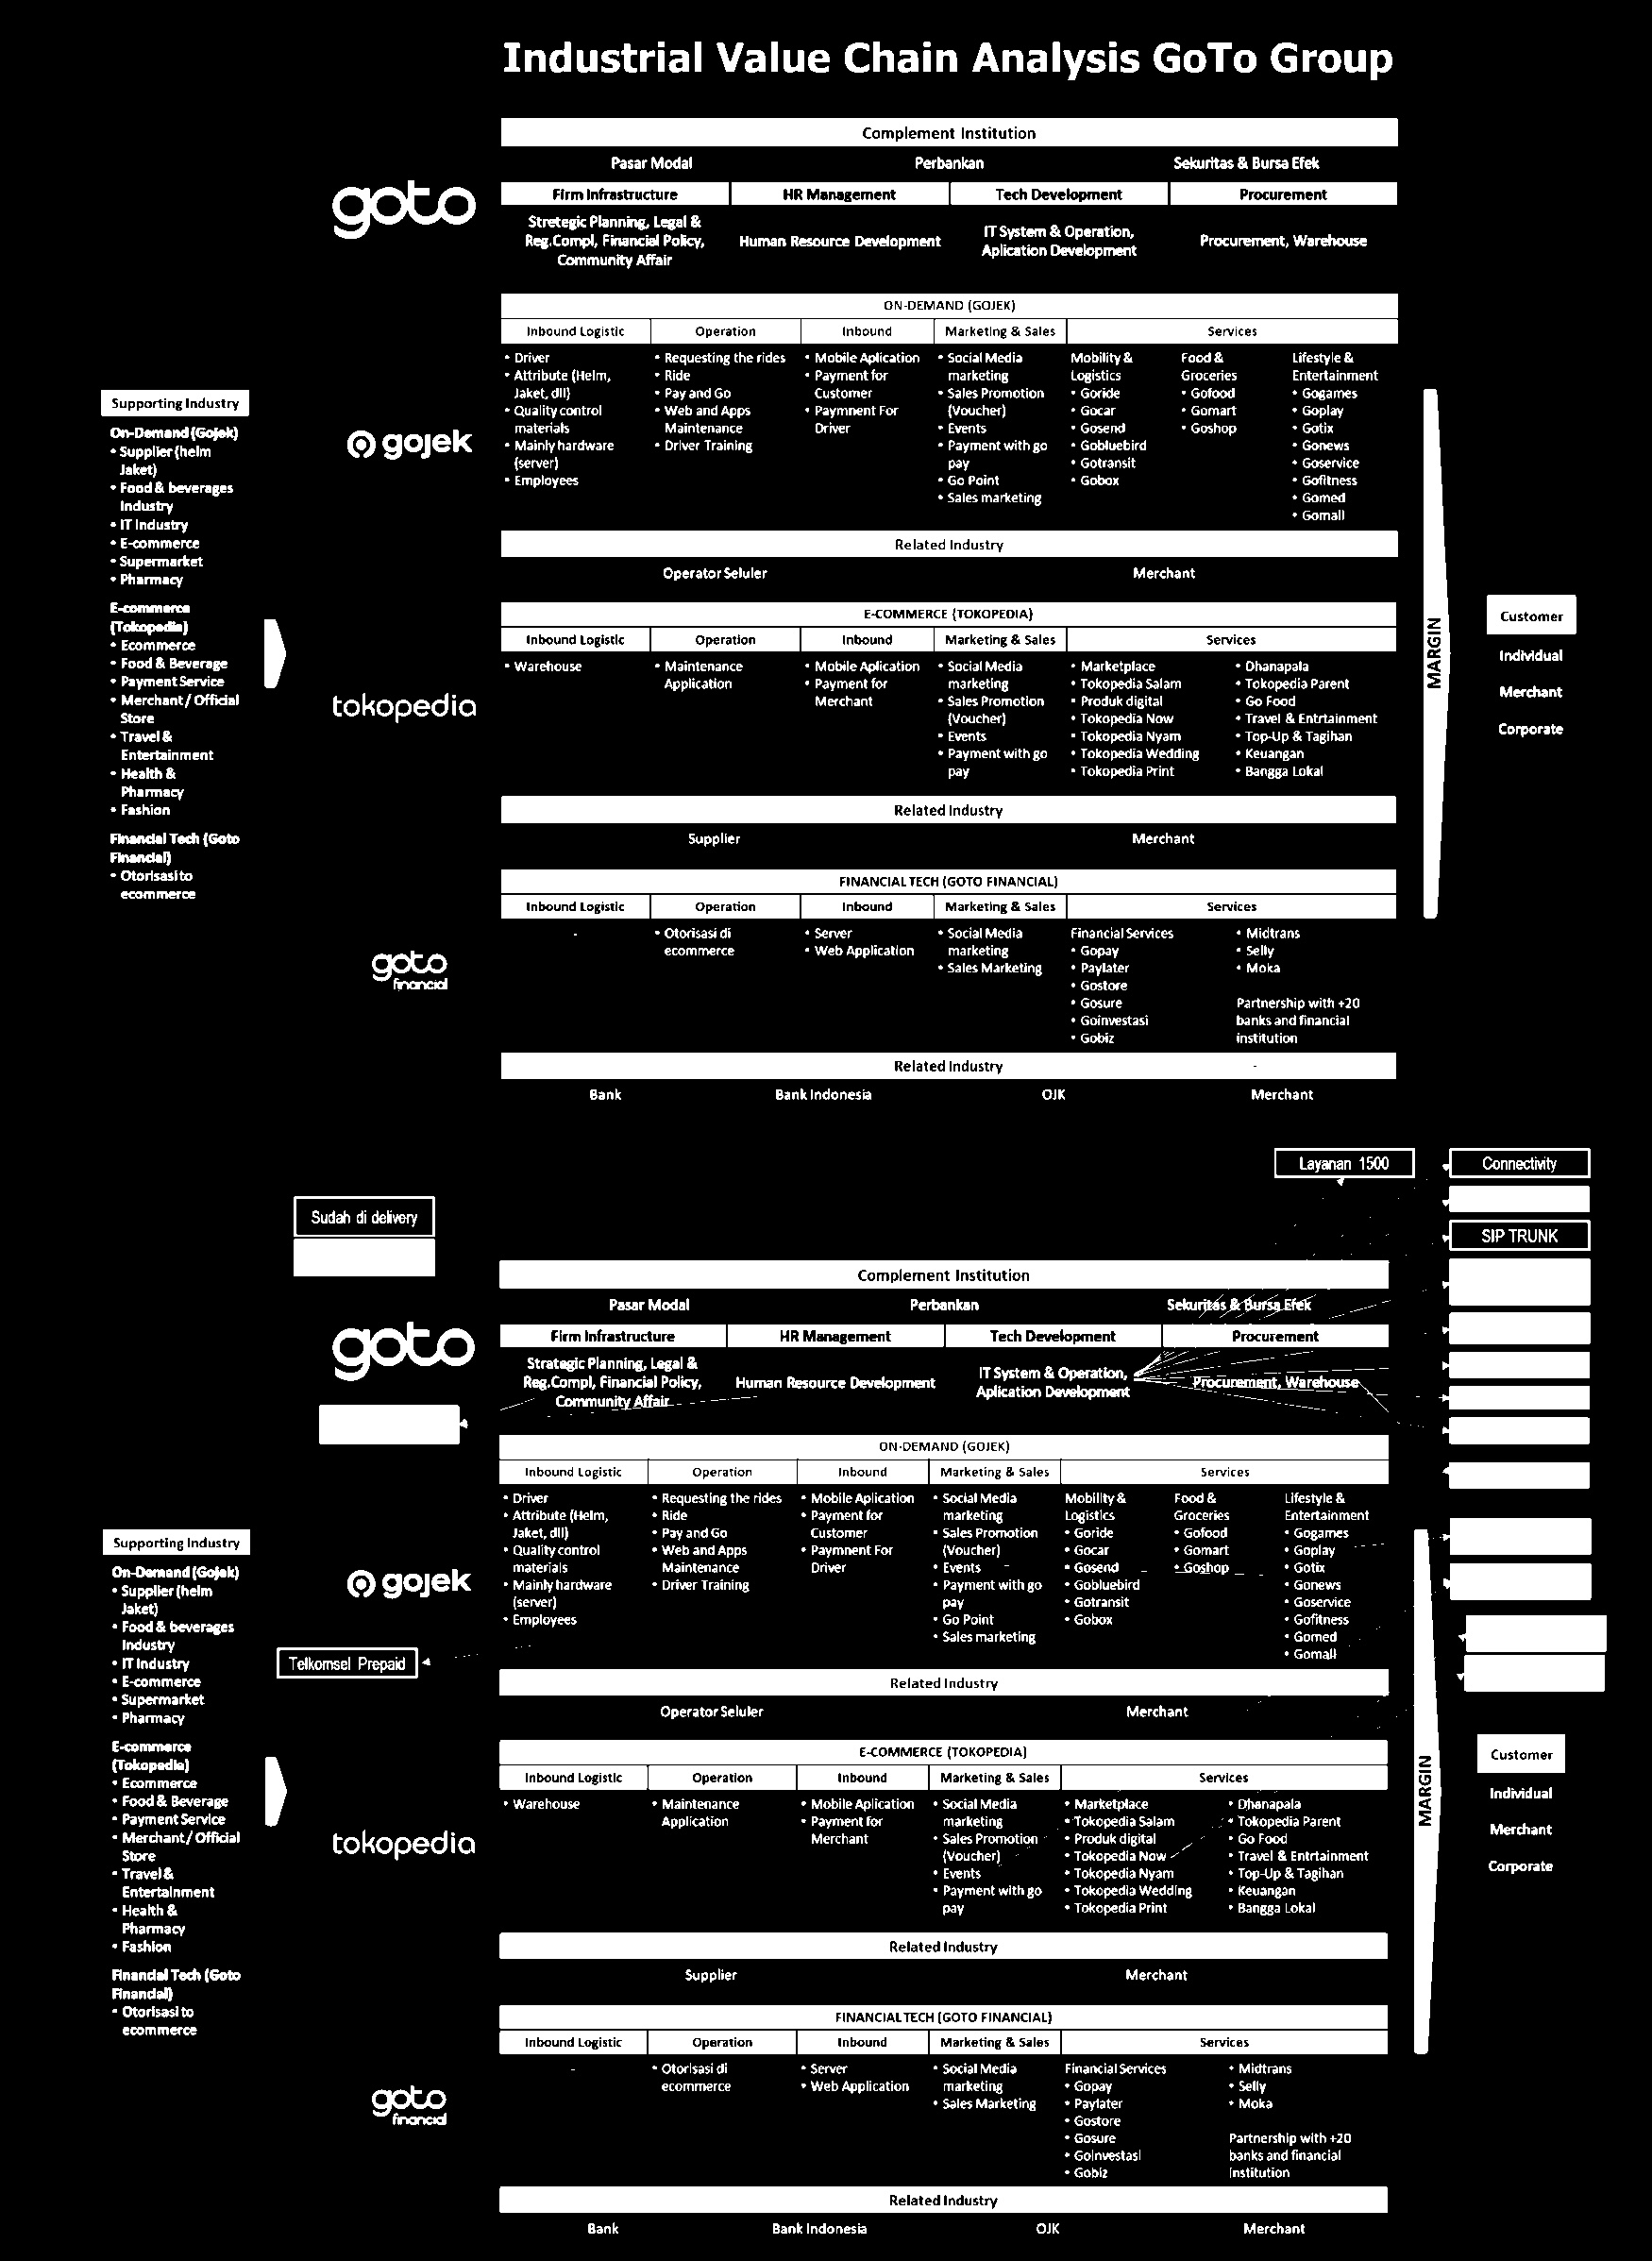 Industrial Value Chain Analysis GoTo Group
Complement Institution
Pasar Modal Perbankan Sekuritas & Bursa Efek
goto
Firm Infrastructure HR Management Tech Development Procurement
Stretegic Planning, Legal &
Reg.Compl, Financial Policy,
Community Affair
Human Resource Development
IT System & Operation,
Aplication Development
Procurement, Warehouse
Supporting Industry
On-Demand (Gojek)
• Supplier (helm
Jaket)
• Food & beverages
Industry
• IT Industry
• E-commerce
• Supermarket
• Pharmacy
E-commerce
(Tokopedia)
• Ecommerce
• Food & Beverage
• Payment Service
• Merchant / Official
Store
• Travel &
Entertainment
• Health &
Pharmacy
• Fashion
Financial Tech (Goto
Financial)
• Otorisasi to
ecommerce
gojek
ON-DEMAND (GOJEK)
Inbound Logistic Operation Inbound Marketing & Sales Services
• Driver
• Attribute (Helm,
Jaket, dll)
• Quality control
materials
• Mainly hardware
(server)
• Employees
• Requesting the rides
• Ride
• Pay and Go
• Web and Apps
Maintenance
• Driver Training
• Mobile Aplication
• Payment for
Customer
• Paymnent For
Driver
• Social Media
marketing
• Sales Promotion
(Voucher)
• Events
• Payment with go
pay
• Go Point
• Sales marketing
Mobility &
Logistics
• Goride
• Gocar
• Gosend
• Gobluebird
• Gotransit
• Gobox
Food &
Groceries
• Gofood
• Gomart
• Goshop
Lifestyle &
Entertainment
• Gogames
• Goplay
• Gotix
• Gonews
• Goservice
• Gofitness
• Gomed
• Gomall
Related Industry
Operator Seluler Merchant
tokopedia
E-COMMERCE (TOKOPEDIA)
Inbound Logistic Operation Inbound Marketing & Sales Services
• Warehouse
• Maintenance
Application
• Mobile Aplication
• Payment for
Merchant
• Social Media
marketing
• Sales Promotion
(Voucher)
• Events
• Payment with go
pay
• Marketplace
• Tokopedia Salam
• Produk digital
• Tokopedia Now
• Tokopedia Nyam
• Tokopedia Wedding
• Tokopedia Print
• Dhanapala
• Tokopedia Parent
• Go Food
• Travel & Entrtainment
• Top-Up & Tagihan
• Keuangan
• Bangga Lokal
Related Industry
Supplier Merchant
goto
financial
FINANCIAL TECH (GOTO FINANCIAL)
Inbound Logistic Operation Inbound Marketing & Sales Services
-
• Otorisasi di
ecommerce
• Server
• Web Application
• Social Media
marketing
• Sales Marketing
Financial Services
• Gopay
• Paylater
• Gostore
• Gosure
• Goinvestasi
• Gobiz
• Midtrans
• Selly
• Moka
Partnership with +20
banks and financial
institution
Related Industry -
Bank Bank Indonesia OJK Merchant
MARGIN
Customer
Individual
Merchant
Corporate
Layanan 1500
Connectivity
SIP TRUNK
Sudah di delivery
Complement Institution
Pasar Modal Perbankan Sekuritas & Bursa Efek
goto
Firm Infrastructure HR Management Tech Development Procurement
Strategic Planning, Legal &
Reg.Compl, Financial Policy,
Community Affair
Human Resource Development
IT System & Operation,
Aplication Development
Procurement, Warehouse
Supporting Industry
On-Demand (Gojek)
• Supplier (helm
Jaket)
• Food & beverages
Industry
• IT Industry
• E-commerce
• Supermarket
• Pharmacy
E-commerce
(Tokopedia)
• Ecommerce
• Food & Beverage
• Payment Service
• Merchant / Official
Store
• Travel &
Entertainment
• Health &
Pharmacy
• Fashion
Financial Tech (Goto
Financial)
• Otorisasi to
ecommerce
gojek
Telkomsel Prepaid
ON-DEMAND (GOJEK)
Inbound Logistic Operation Inbound Marketing & Sales Services
• Driver
• Attribute (Helm,
Jaket, dll)
• Quality control
materials
• Mainly hardware
(server)
• Employees
• Requesting the rides
• Ride
• Pay and Go
• Web and Apps
Maintenance
• Driver Training
• Mobile Aplication
• Payment for
Customer
• Paymnent For
Driver
• Social Media
marketing
• Sales Promotion
(Voucher)
• Events
• Payment with go
pay
• Go Point
• Sales marketing
Mobility &
Logistics
• Goride
• Gocar
• Gosend
• Gobluebird
• Gotransit
• Gobox
Food &
Groceries
• Gofood
• Gomart
• Goshop
Lifestyle &
Entertainment
• Gogames
• Goplay
• Gotix
• Gonews
• Goservice
• Gofitness
• Gomed
• Gomall
Related Industry
Operator Seluler Merchant
tokopedia
E-COMMERCE (TOKOPEDIA)
Inbound Logistic Operation Inbound Marketing & Sales Services
• Warehouse
• Maintenance
Application
• Mobile Aplication
• Payment for
Merchant
• Social Media
marketing
• Sales Promotion
(Voucher)
• Events
• Payment with go
pay
• Marketplace
• Tokopedia Salam
• Produk digital
• Tokopedia Now
• Tokopedia Nyam
• Tokopedia Wedding
• Tokopedia Print
• Dhanapala
• Tokopedia Parent
• Go Food
• Travel & Entrtainment
• Top-Up & Tagihan
• Keuangan
• Bangga Lokal
Related Industry
Supplier Merchant
goto
financial
FINANCIAL TECH (GOTO FINANCIAL)
Inbound Logistic Operation Inbound Marketing & Sales Services
-
• Otorisasi di
ecommerce
• Server
• Web Application
• Social Media
marketing
• Sales Marketing
Financial Services
• Gopay
• Paylater
• Gostore
• Gosure
• Goinvestasi
• Gobiz
• Midtrans
• Selly
• Moka
Partnership with +20
banks and financial
institution
Related Industry
Bank Bank Indonesia OJK Merchant
MARGIN
Customer
Individual
Merchant
Corporate